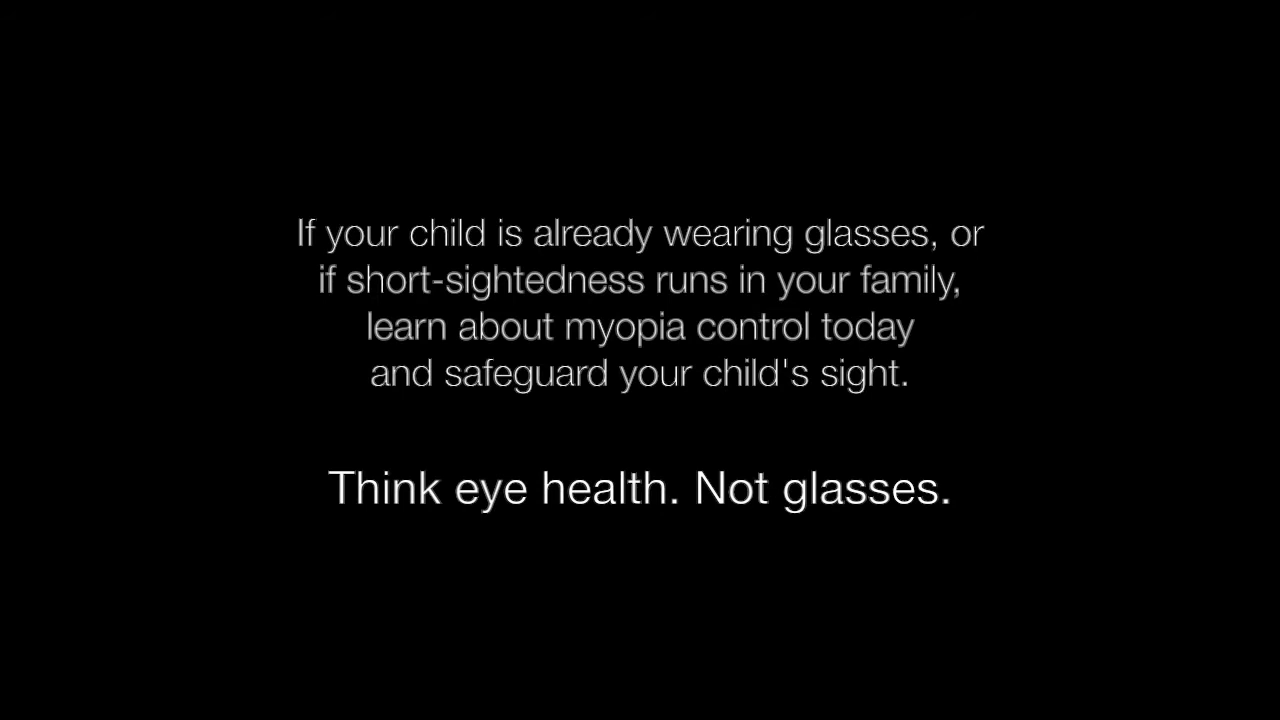 If your child is already wearing glasses, or
if short-sightedness runs in your family,
learn about myopia control today
and safeguard your child's sight.
Think eye health. Not glasses.